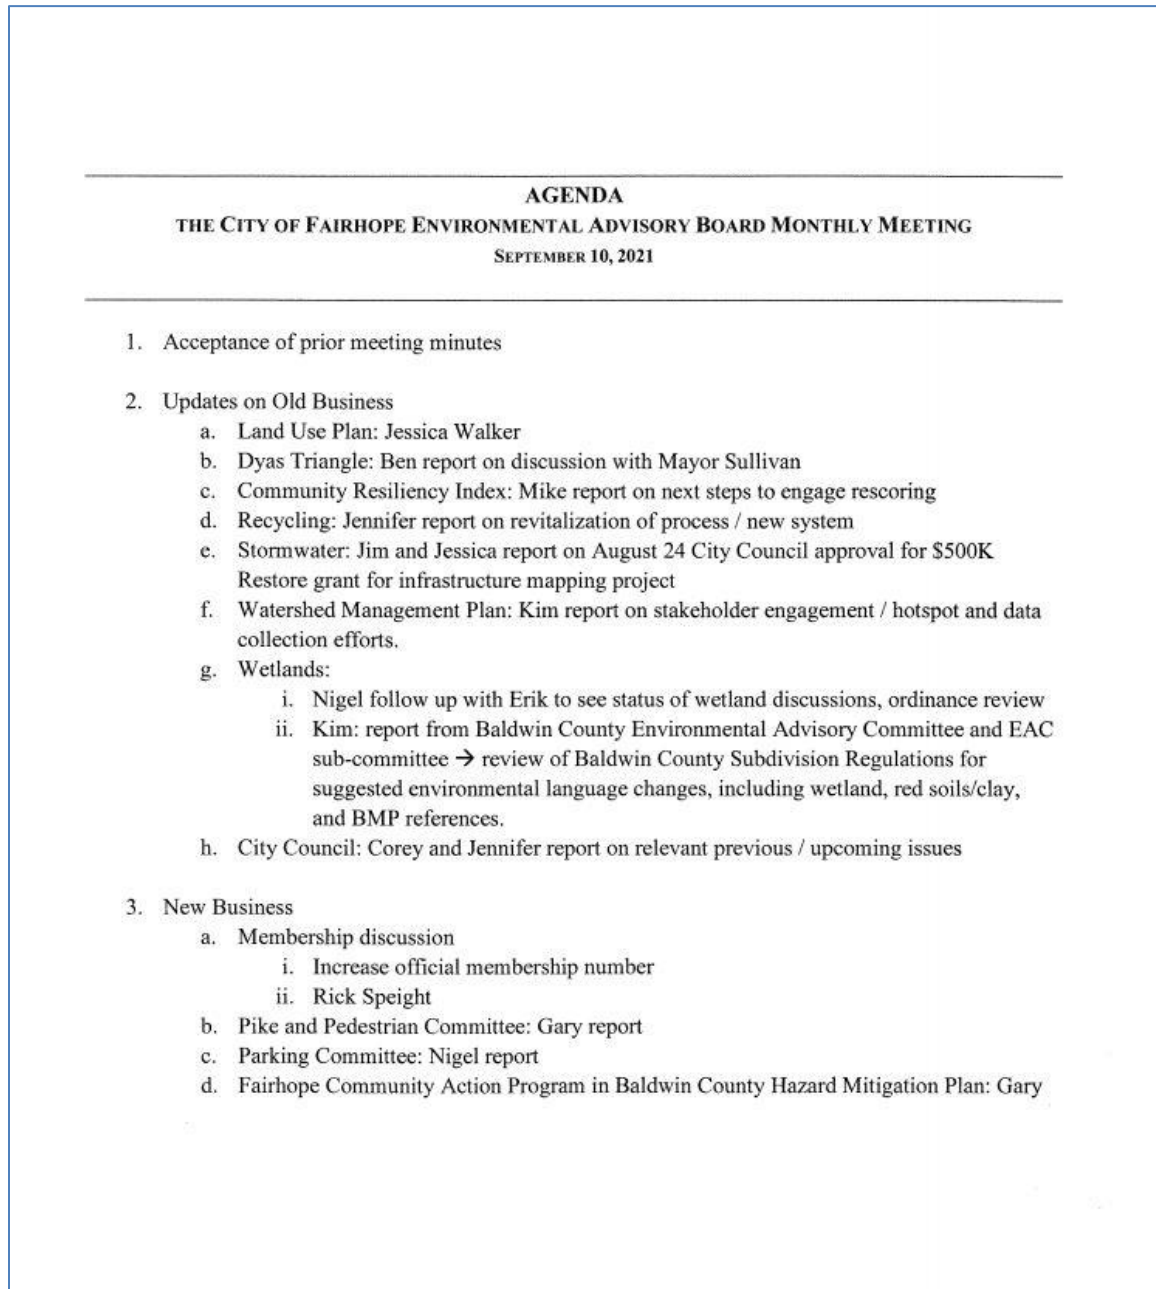 AGENDA
THE CITY OF FAIRHOPE ENVIRONMENTAL ADVISORY BOARD MONTHLY MEETING
SEPTEMBER 10, 2021
1. Acceptance of prior meeting minutes
2. Updates on Old Business
a. Land Use Plan: Jessica Walker
b. Dyas Triangle: Ben report on discussion with Mayor Sullivan
c. Community Resiliency Index: Mike report on next steps to engage rescoring
d. Recycling: Jennifer report on revitalization of process / new system
e. Stormwater: Jim and Jessica report on August 24 City Council approval for $500K
Restore grant for infrastructure mapping project
f. Watershed Management Plan: Kim report on stakeholder engagement / hotspot and data
collection efforts.
g. Wetlands:
i. Nigel follow up with Erik to see status of wetland discussions, ordinance review
ii. Kim: report from Baldwin County Environmental Advisory Committee and EAC
sub-committee → review of Baldwin County Subdivision Regulations for
suggested environmental language changes, including wetland, red soils/clay,
and BMP references.
h. City Council: Corey and Jennifer report on relevant previous / upcoming issues
3. New Business
a. Membership discussion
i. Increase official membership number
ii. Rick Speight
b. Pike and Pedestrian Committee: Gary report
c. Parking Committee: Nigel report
d. Fairhope Community Action Program in Baldwin County Hazard Mitigation Plan: Gary